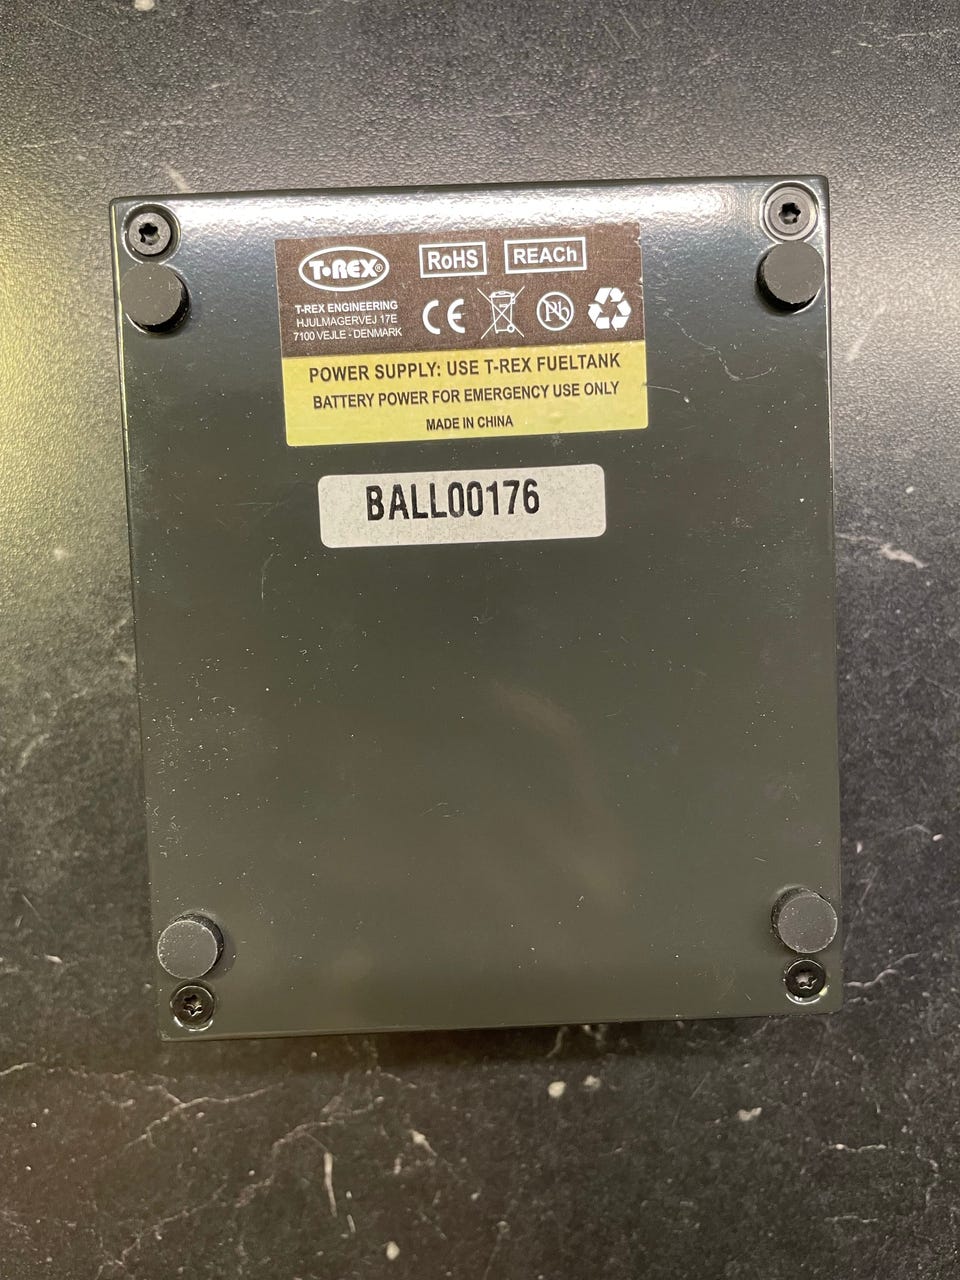 T-REX®
RoHS
REACh
T-REX ENGINEERING
HJULMAGERVEJ 17E
7100 VEJLE - DENMARK
CE
Pb
POWER SUPPLY: USE T-REX FUELTANK
BATTERY POWER FOR EMERGENCY USE ONLY
MADE IN CHINA
BALL00176